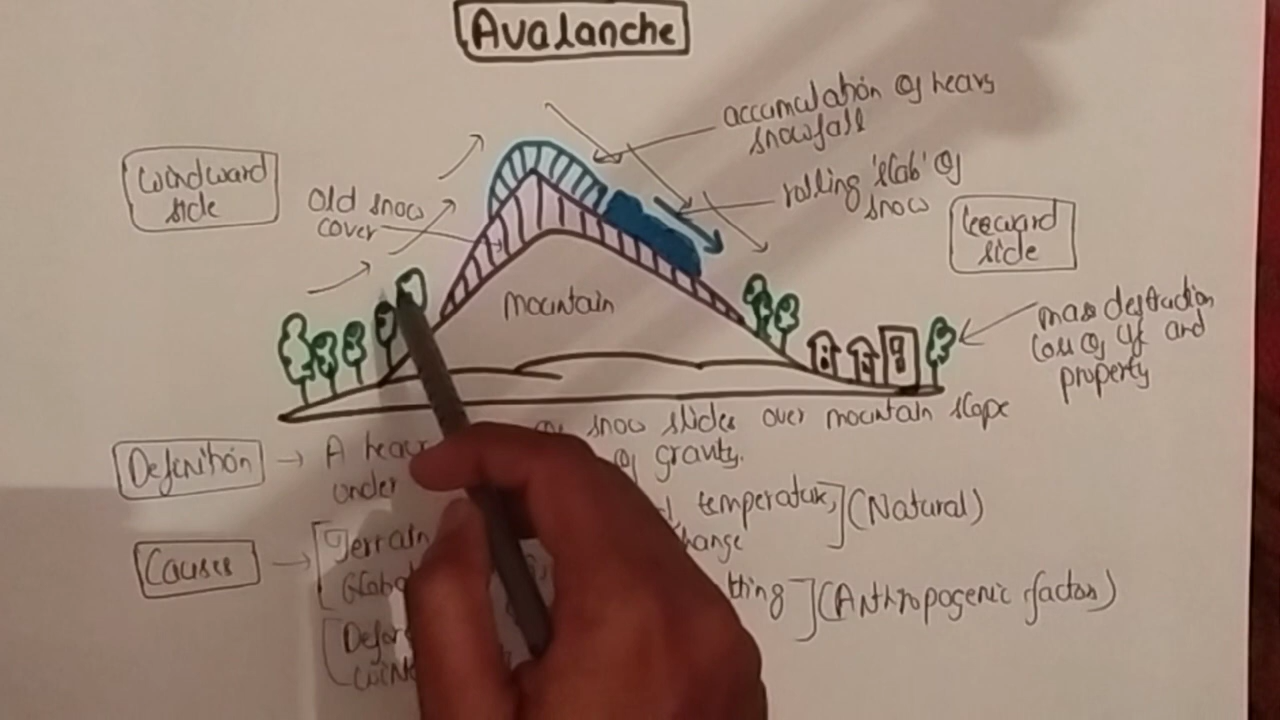 Avalanche
accumulation of heavy
snowfall
windward
side
old snow
cover
rolling 'slab' of
snow
leeward
side
mountain
mass destruction
loss of life and
property
Definition → A heav
snow slides over mountain slope
under
of gravity.
Causes → Terrain
temperature, (Natural)
Global
hange
Defor
thing (Anthropogenic factors)